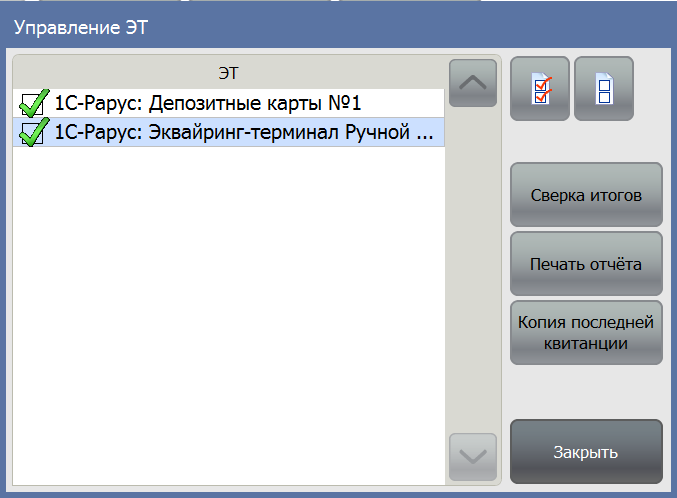 Управление ЭТ
ЭТ
1С-Рарус: Депозитные карты №1
1С-Рарус: Эквайринг-терминал Ручной ...
Сверка итогов
Печать отчёта
Копия последней
квитанции
Закрыть